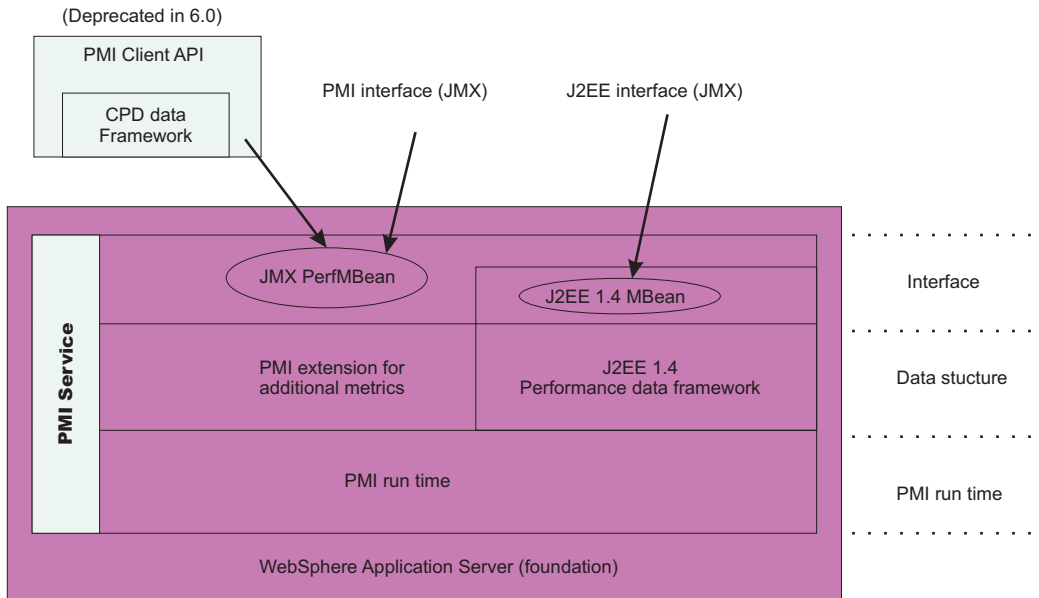 (Deprecated in 6.0)
PMI Client API
CPD data
Framework
PMI interface (JMX)
J2EE interface (JMX)
JMX PerfMBean
J2EE 1.4 MBean
Interface
PMI Service
PMI extension for
additional metrics
J2EE 1.4
Performance data framework
Data stucture
PMI run time
PMI run time
WebSphere Application Server (foundation)